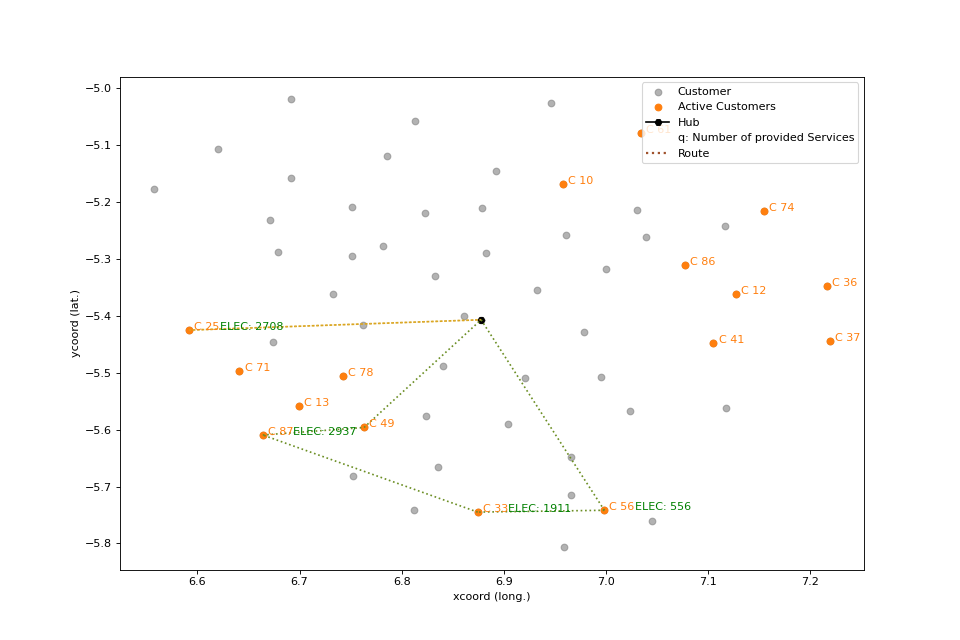 −5.0
−5.1
−5.2
−5.3
−5.4
−5.5
−5.6
−5.7
−5.8
ycoord (lat.)
6.6
6.7
6.8
6.9
7.0
7.1
7.2
xcoord (long.)
Customer
Active Customers
Hub
q: Number of provided Services
Route
C 10
C 74
C 86
C 36
C 12
C 25 ELEC: 2708
C 41
C 37
C 71
C 78
C 13
C 49
C 87 ELEC: 2937
C 33 ELEC: 1911
C 56 ELEC: 556